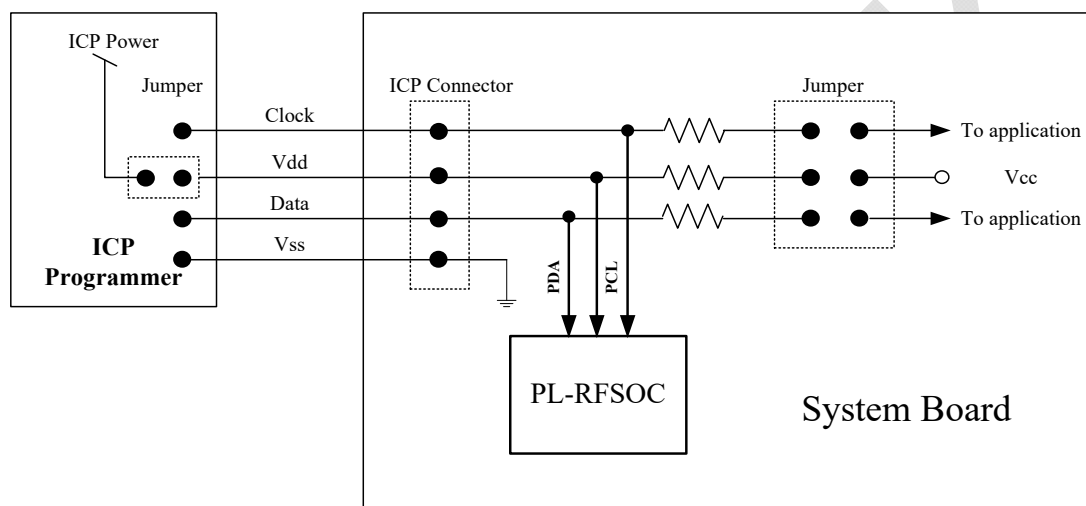 ICP Power
Jumper
ICP Connector
Jumper
Clock
To application
Vdd
Vcc
Data
To application
Vss
ICP
Programmer
PDA
PCL
PL-RFSOC
System Board